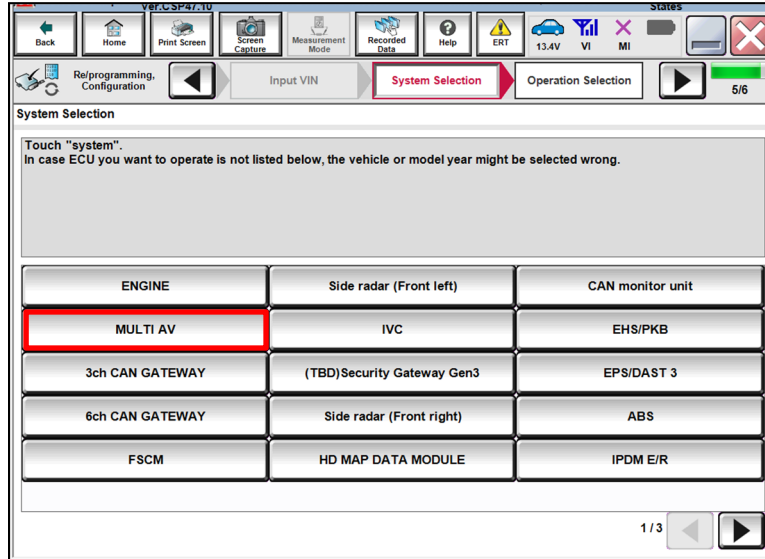 Ver.CSP47.10 States
Back Home Print Screen Screen Capture Measurement Mode Recorded Data Help ERT 13.4V VI MI
Re/programming, Configuration Input VIN System Selection Operation Selection 5/6
System Selection
Touch "system".
In case ECU you want to operate is not listed below, the vehicle or model year might be selected wrong.
ENGINE Side radar (Front left) CAN monitor unit
MULTI AV IVC EHS/PKB
3ch CAN GATEWAY (TBD)Security Gateway Gen3 EPS/DAST 3
6ch CAN GATEWAY Side radar (Front right) ABS
FSCM HD MAP DATA MODULE IPDM E/R
1/3